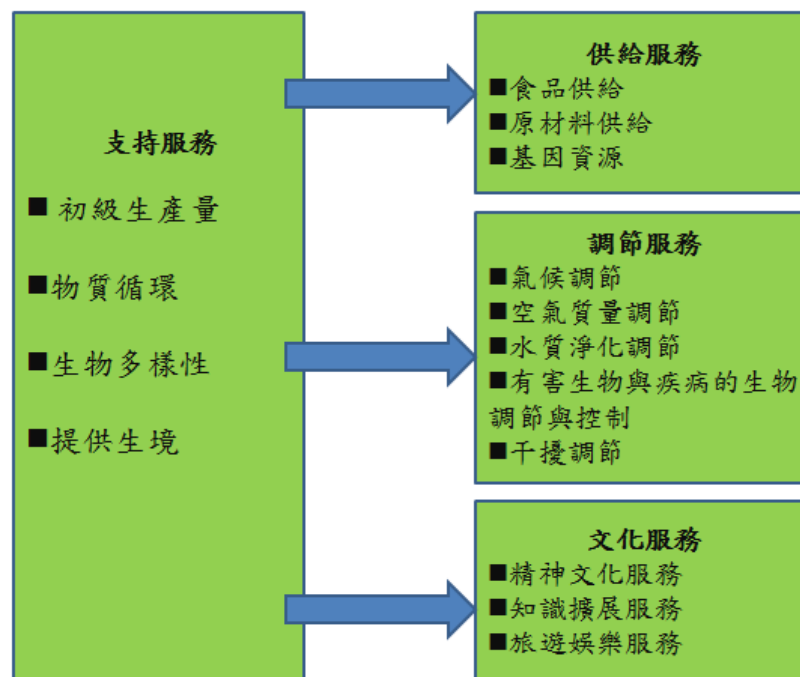 支持服務
■ 初級生產量
■物質循環
■生物多樣性
■提供生境
供給服務
■食品供給
■原材料供給
■基因資源
調節服務
■氣候調節
■空氣質量調節
■水質淨化調節
■有害生物與疾病的生物
調節與控制
■干擾調節
文化服務
■精神文化服務
■知識擴展服務
■旅遊娛樂服務